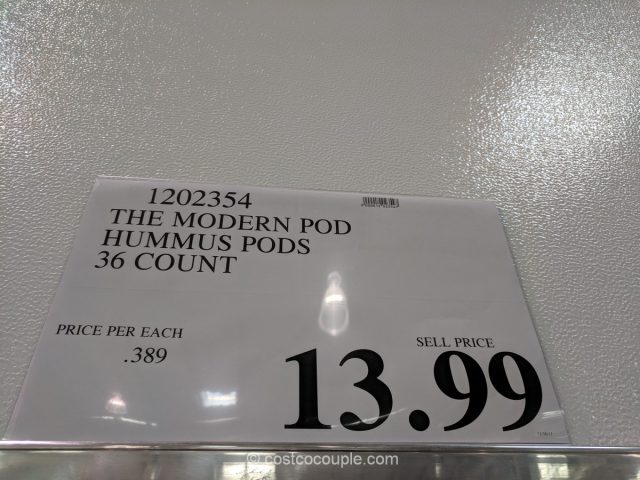 1202354
THE MODERN POD
HUMMUS PODS
36 COUNT
PRICE PER EACH
.389
SELL PRICE
13.99
© costcocouple.com